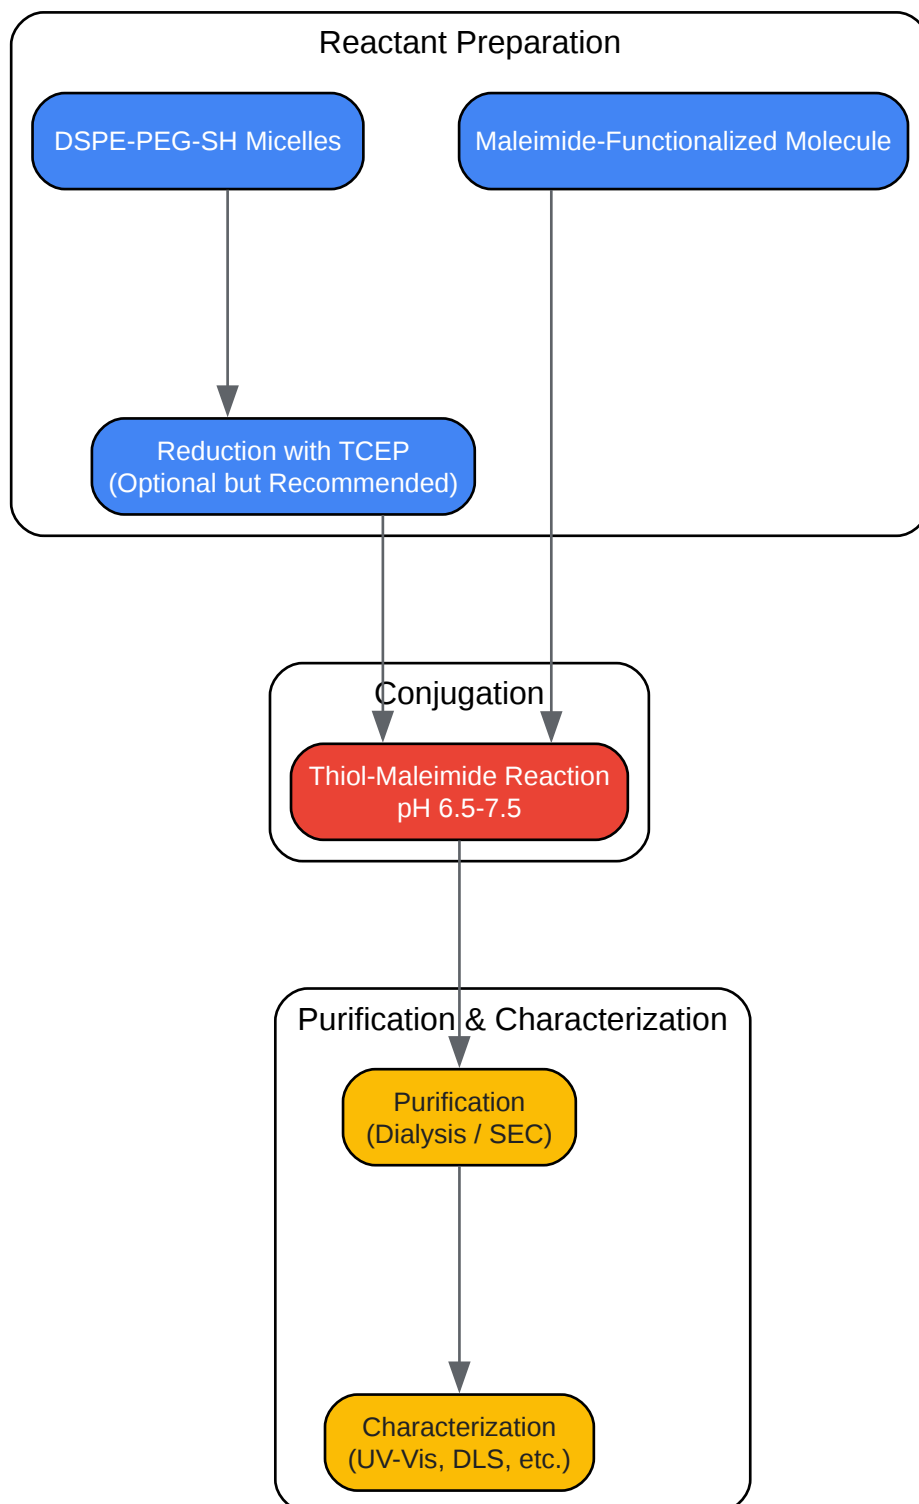 Reactant Preparation
DSPE-PEG-SH Micelles
Maleimide-Functionalized Molecule
Reduction with TCEP
(Optional but Recommended)
Conjugation
Thiol-Maleimide Reaction
pH 6.5-7.5
Purification & Characterization
Purification
(Dialysis / SEC)
Characterization
(UV-Vis, DLS, etc.)